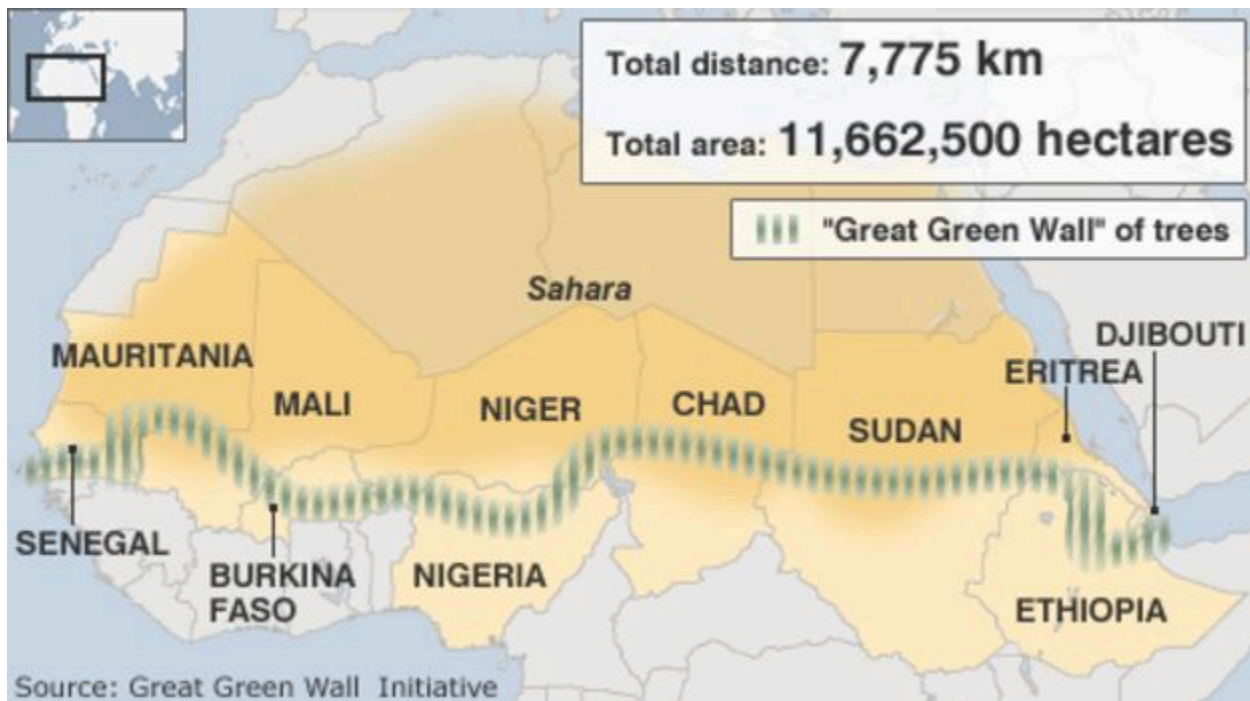 Total distance: 7,775 km
Total area: 11,662,500 hectares
"Great Green Wall" of trees
Sahara
DJIBOUTI
ERITREA
MAURITANIA
MALI
NIGER
CHAD
SUDAN
SENEGAL
BURKINA
FASO
NIGERIA
ETHIOPIA
Source: Great Green Wall Initiative